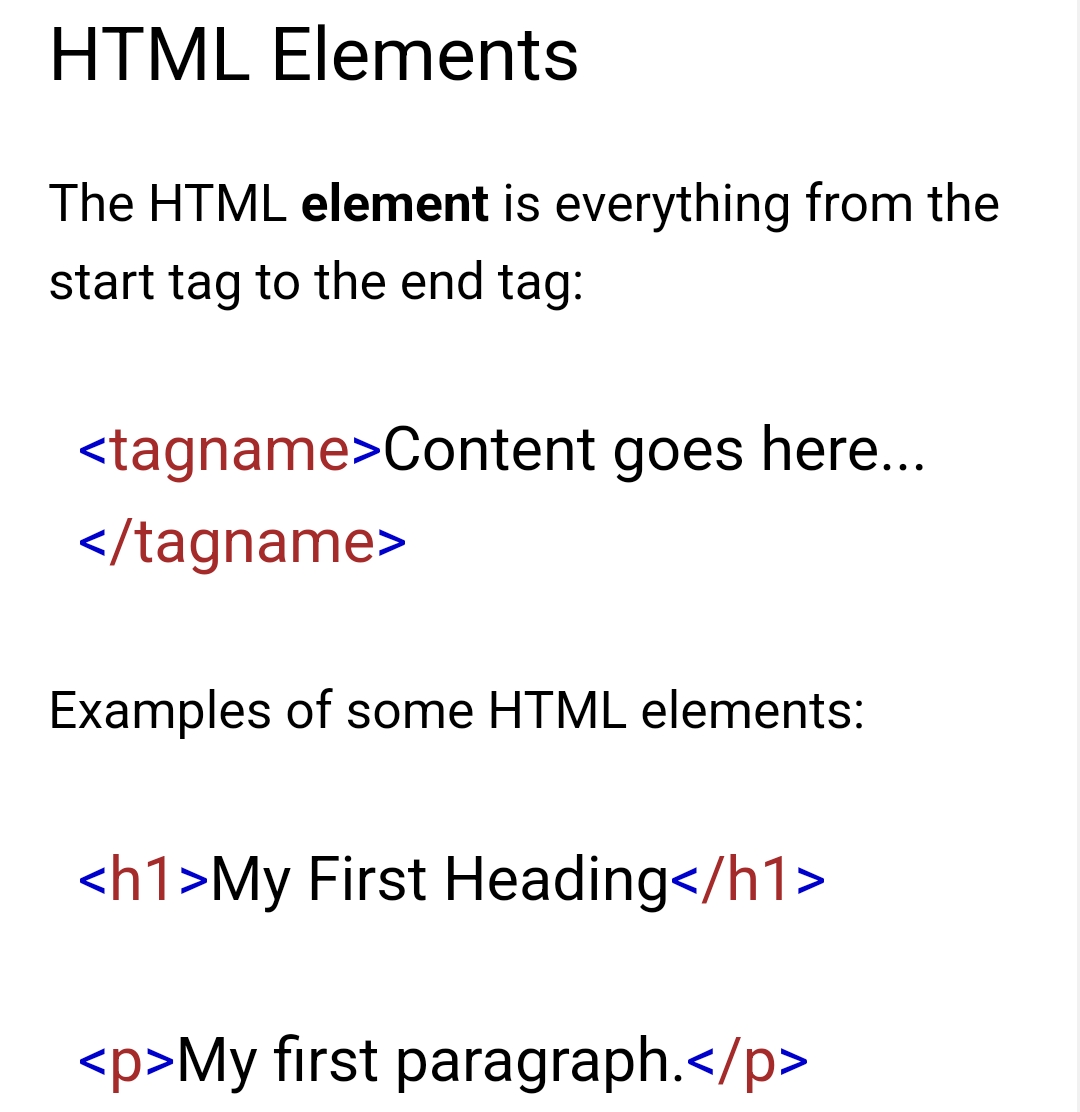 HTML Elements
The HTML element is everything from the
start tag to the end tag:
<tagname>Content goes here...
</tagname>
Examples of some HTML elements:
<h1>My First Heading</h1>
<p>My first paragraph.</p>